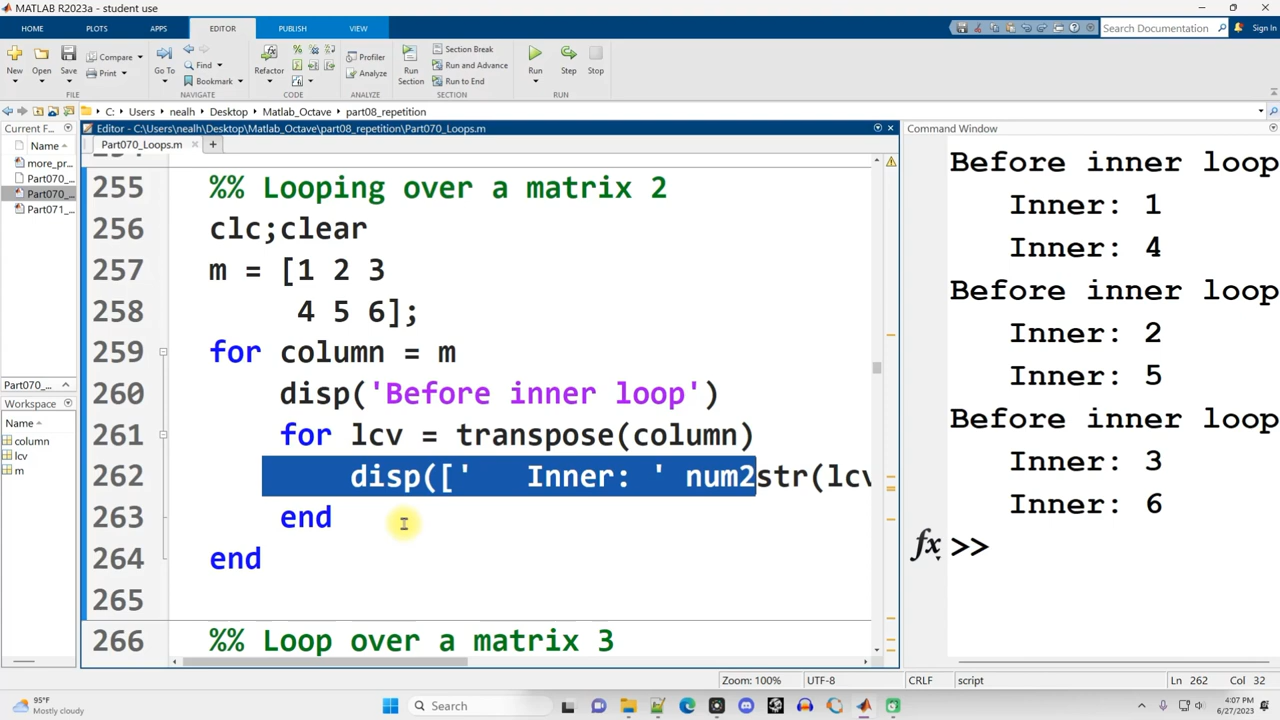 MATLAB R2023a - student use
HOME PLOTS APPS EDITOR PUBLISH VIEW
Search Documentation Sign In
New Open Save Compare Print
Go To Find Bookmark
Refactor
Profiler Analyze
Run Section Section Break Run and Advance Run to End
Run Step Stop
FILE NAVIGATE CODE ANALYZE SECTION RUN
C: Users nealh Desktop Matlab_Octave part08_repetition
Current F...
Name
more_pr...
Part070_...
Part070_...
Part071_...
Part070_...
Workspace
Name
column
lcv
m
Editor - C:\Users\nealh\Desktop\Matlab_Octave\part08_repetition\Part070_Loops.m
Part070_Loops.m +
255 %% Looping over a matrix 2
256 clc;clear
257 m = [1 2 3
258 4 5 6];
259 for column = m
260 disp('Before inner loop')
261 for lcv = transpose(column)
262 disp(['   Inner: ' num2str(lcv
263 end
264 end
265
266 %% Loop over a matrix 3
Command Window
Before inner loop
Inner: 1
Inner: 4
Before inner loop
Inner: 2
Inner: 5
Before inner loop
Inner: 3
Inner: 6
fx >>
Zoom: 100% UTF-8 CRLF script Ln 262 Col 32
95°F
Mostly cloudy
Search
4:07 PM
6/27/2023